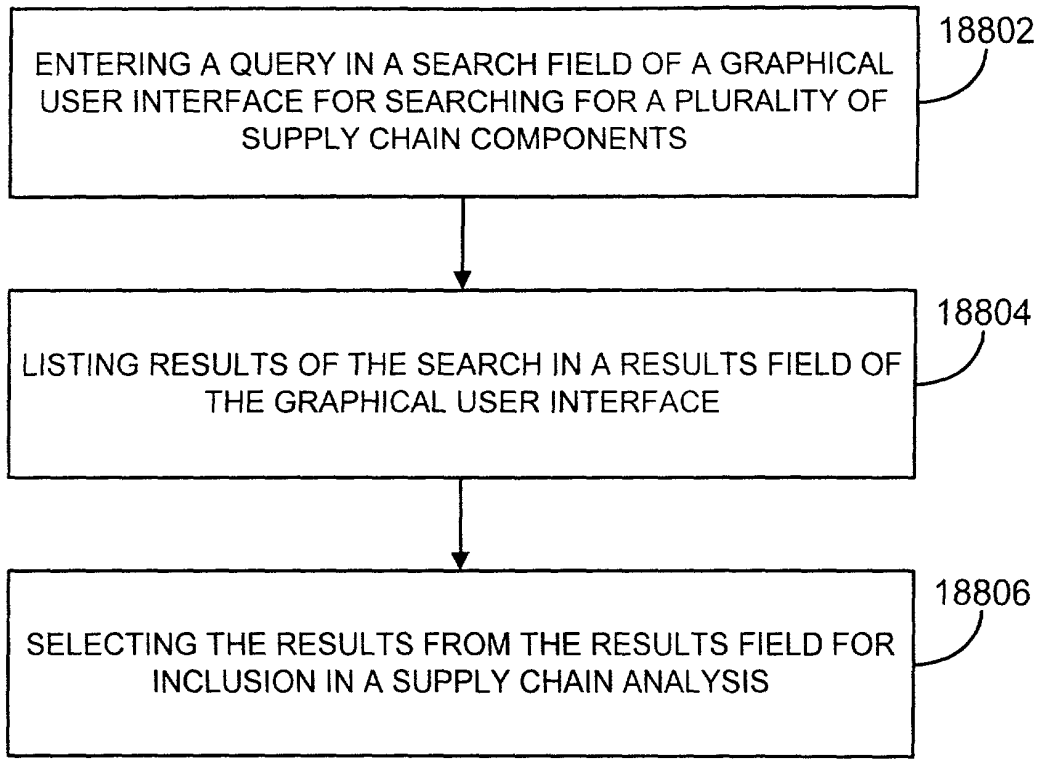 18802
ENTERING A QUERY IN A SEARCH FIELD OF A GRAPHICAL
USER INTERFACE FOR SEARCHING FOR A PLURALITY OF
SUPPLY CHAIN COMPONENTS
18804
LISTING RESULTS OF THE SEARCH IN A RESULTS FIELD OF
THE GRAPHICAL USER INTERFACE
18806
SELECTING THE RESULTS FROM THE RESULTS FIELD FOR
INCLUSION IN A SUPPLY CHAIN ANALYSIS